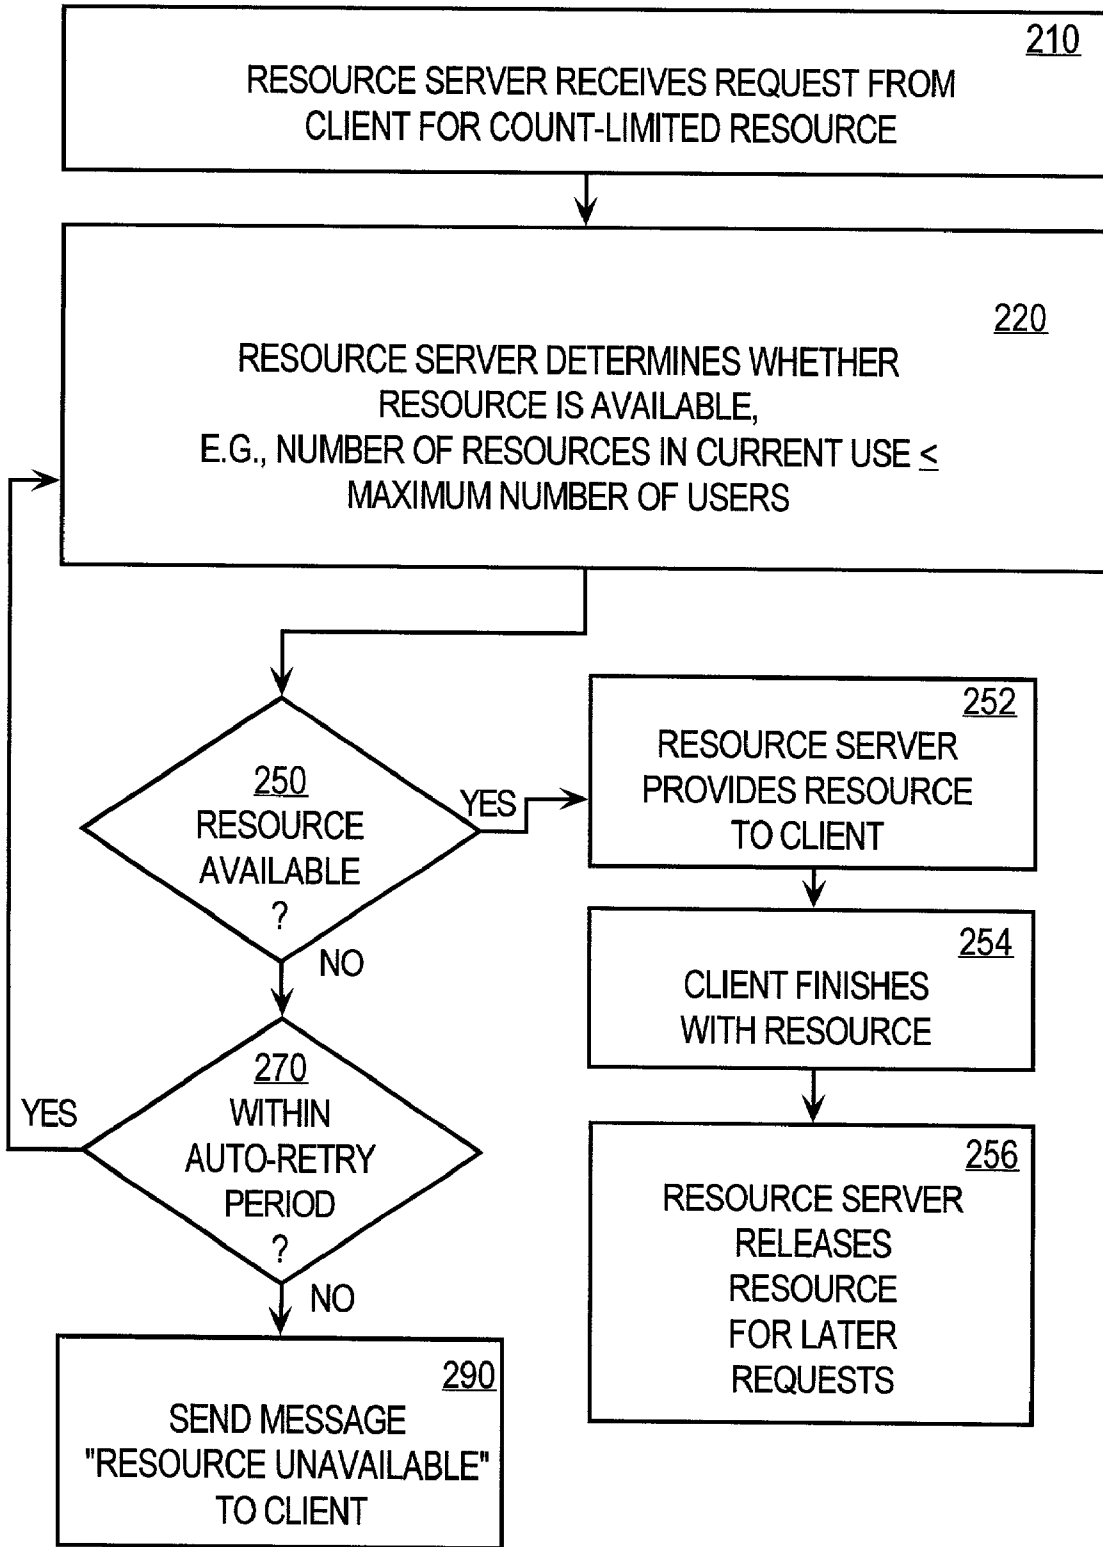 210
RESOURCE SERVER RECEIVES REQUEST FROM
CLIENT FOR COUNT-LIMITED RESOURCE
220
RESOURCE SERVER DETERMINES WHETHER
RESOURCE IS AVAILABLE,
E.G., NUMBER OF RESOURCES IN CURRENT USE ≤
MAXIMUM NUMBER OF USERS
250
RESOURCE
AVAILABLE
?
YES
NO
252
RESOURCE SERVER
PROVIDES RESOURCE
TO CLIENT
254
CLIENT FINISHES
WITH RESOURCE
256
RESOURCE SERVER
RELEASES
RESOURCE
FOR LATER
REQUESTS
270
WITHIN
AUTO-RETRY
PERIOD
?
YES
NO
290
SEND MESSAGE
"RESOURCE UNAVAILABLE"
TO CLIENT